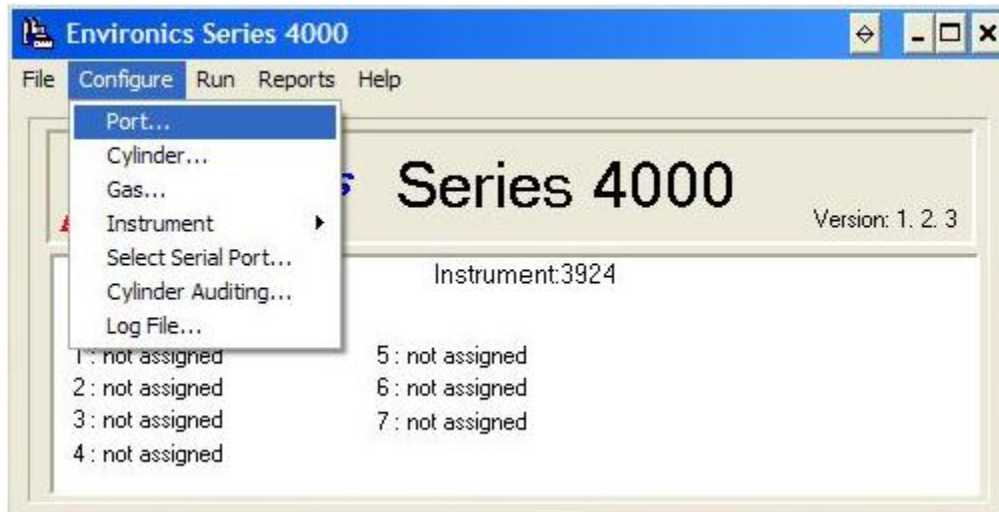 Environics Series 4000
File Configure Run Reports Help
Port...
Cylinder...
Gas...
Instrument
Select Serial Port...
Cylinder Auditing...
Log File...
Series 4000
Version: 1. 2. 3
Instrument:3924
1 : not assigned
2 : not assigned
3 : not assigned
4 : not assigned
5 : not assigned
6 : not assigned
7 : not assigned